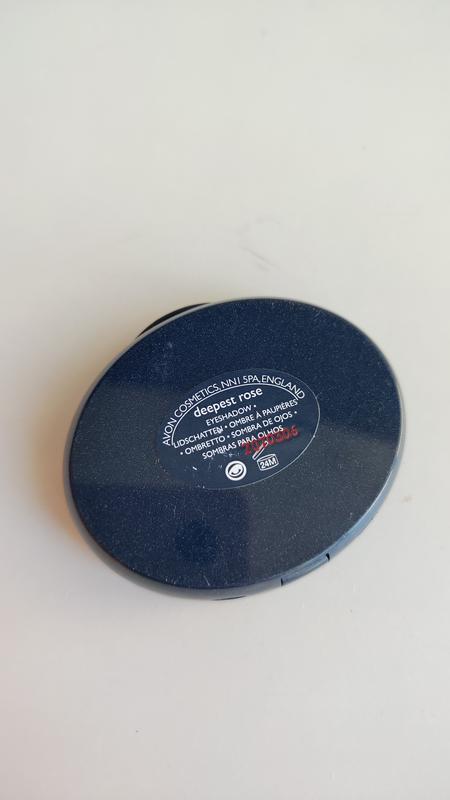 AVON COSMETICS, NN1 5PA, ENGLAND
deepest rose
EYESHADOW •
LIDSCHATTEN • OMBRE À PAUPIÈRES
• OMBRETTO • SOMBRA DE OJOS •
SOMBRAS PARA OLHOS
24M